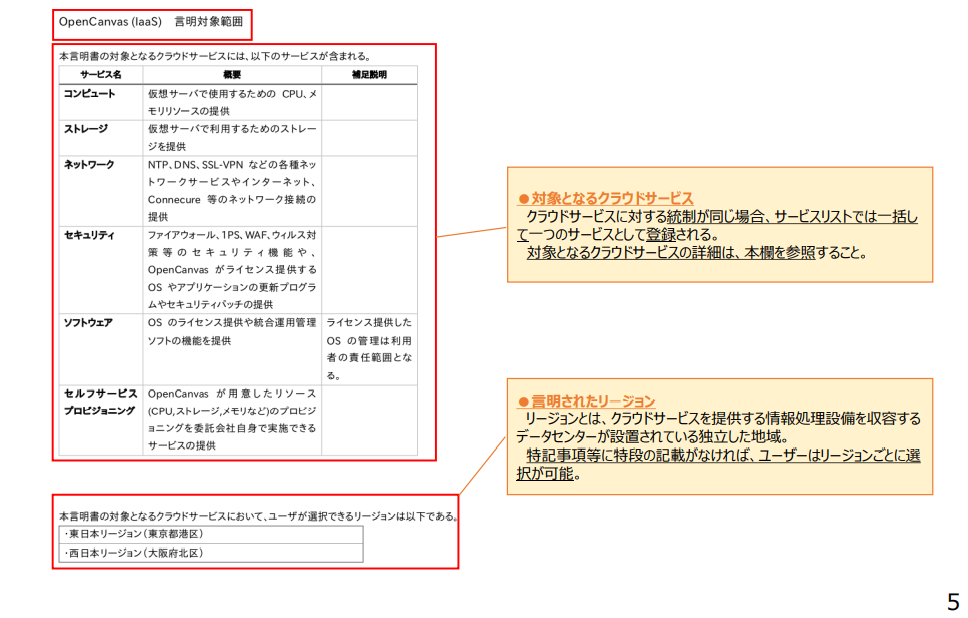 OpenCanvas (IaaS)　言明対象範囲
本言明書の対象となるクラウドサービスには、以下のサービスが含まれる。
サービス名　概要　補足説明
コンピュート　仮想サーバで使用するための CPU、メ
モリリソースの提供
ストレージ　仮想サーバで利用するためのストレー
ジを提供
ネットワーク　NTP、DNS、SSL-VPN などの各種ネッ
トワークサービスやインターネット、
Connecure 等のネットワーク接続の
提供
セキュリティ　ファイアウォール、IPS、WAF、ウィルス対
策等のセキュリティ機能や、
OpenCanvas がライセンス提供する
OS やアプリケーションの更新プログラ
ムやセキュリティパッチの提供
ソフトウェア　OS のライセンス提供や統合運用管理　ライセンス提供した
ソフトの機能を提供　OS の管理は利用
者の責任範囲とな
る。
セルフサービス　OpenCanvas が用意したリソース
プロビジョニング　(CPU,ストレージ,メモリなど)のプロビジ
ョニングを委託会社自身で実施できる
サービスの提供
本言明書の対象となるクラウドサービスにおいて、ユーザが選択できるリージョンは以下である。
・東日本リージョン（東京都港区）
・西日本リージョン（大阪府北区）
●対象となるクラウドサービス
クラウドサービスに対する統制が同じ場合、サービスリストでは一括し
て一つのサービスとして登録される。
対象となるクラウドサービスの詳細は、本欄を参照すること。
●言明されたリージョン
リージョンとは、クラウドサービスを提供する情報処理設備を収容する
データセンターが設置されている独立した地域。
特記事項等に特段の記載がなければ、ユーザーはリージョンごとに選
択が可能。
5